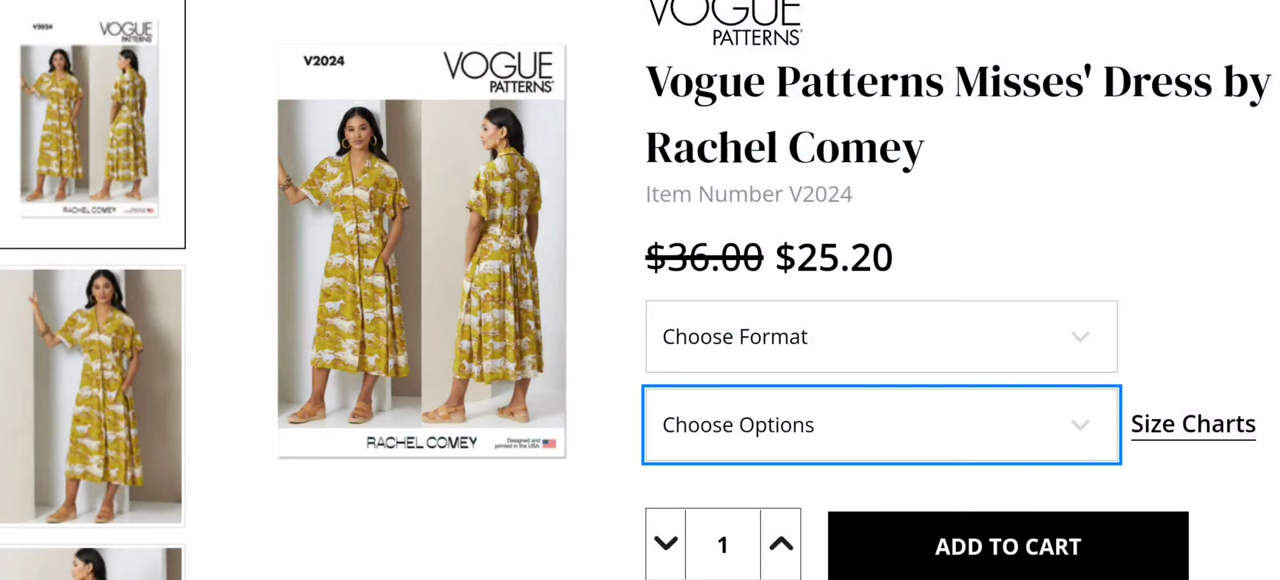 V2024
VOGUE
PATTERNS
RACHEL COMEY
V2024
VOGUE
PATTERNS
RACHEL COMEY
Designed and
printed in the USA.
VOGUE
PATTERNS
Vogue Patterns Misses' Dress by
Rachel Comey
Item Number V2024
$36.00 $25.20
Choose Format
Choose Options
Size Charts
1
ADD TO CART